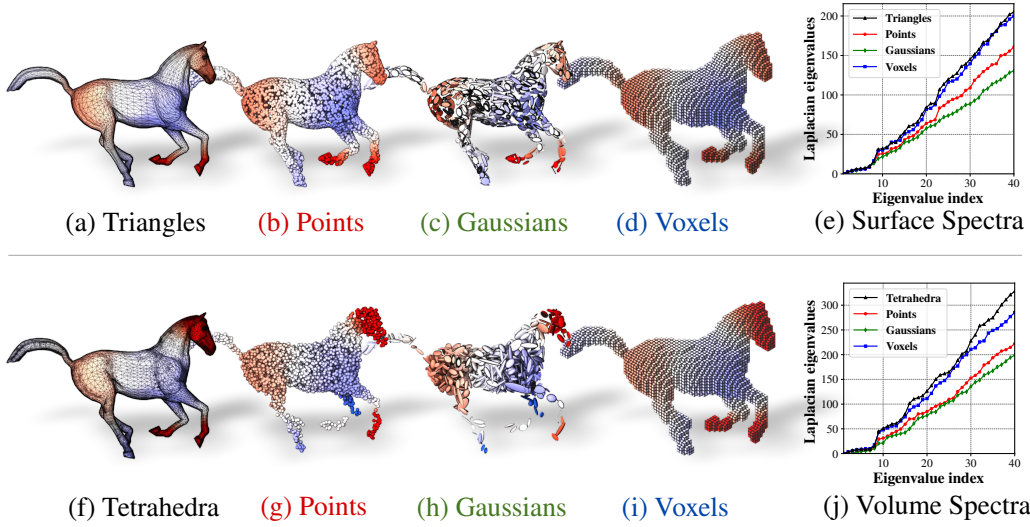 200
150
100
50
0
Laplacian eigenvalues
Triangles
Points
Gaussians
Voxels
10 20 30 40
Eigenvalue index
(a) Triangles (b) Points (c) Gaussians (d) Voxels (e) Surface Spectra
300
250
200
150
100
50
0
Laplacian eigenvalues
Tetrahedra
Points
Gaussians
Voxels
10 20 30 40
Eigenvalue index
(f) Tetrahedra (g) Points (h) Gaussians (i) Voxels (j) Volume Spectra